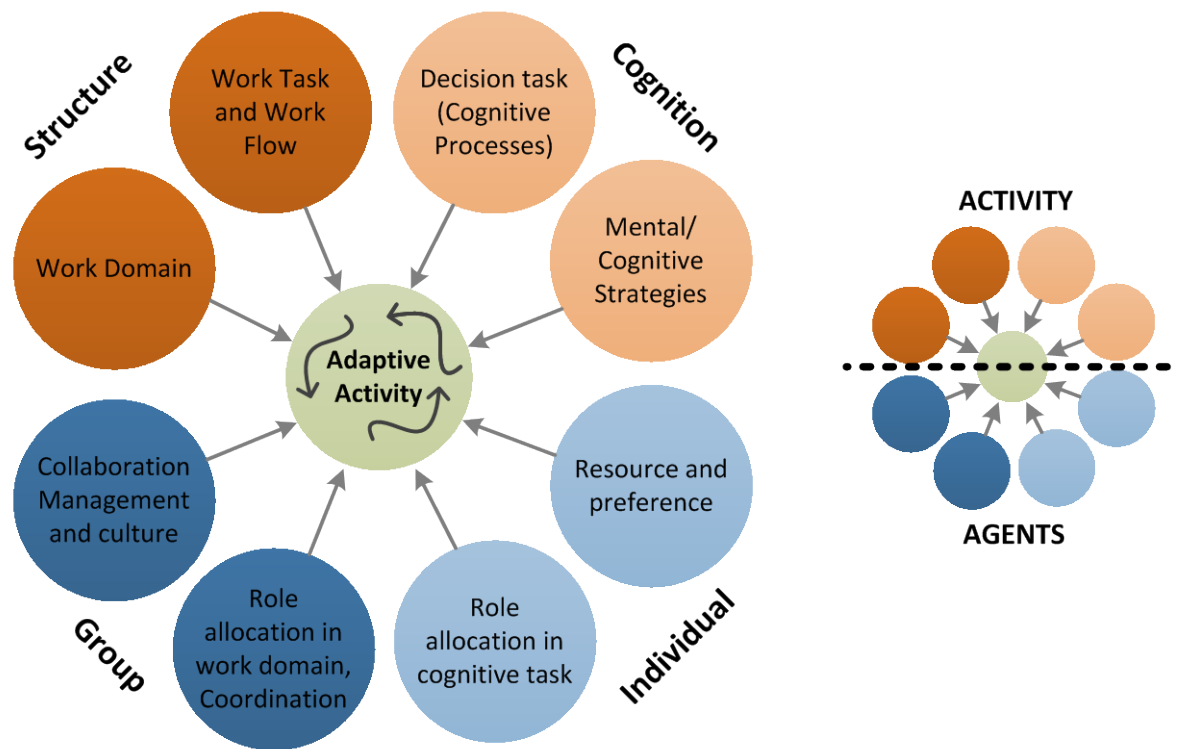 Structure
Work Task
and Work
Flow
Decision task
(Cognitive
Processes)
Cognition
Work Domain
Mental/
Cognitive
Strategies
Adaptive
Activity
Collaboration
Management
and culture
Resource and
preference
Group
Role
allocation in
work domain,
Coordination
Role
allocation in
cognitive task
Individual
ACTIVITY
AGENTS